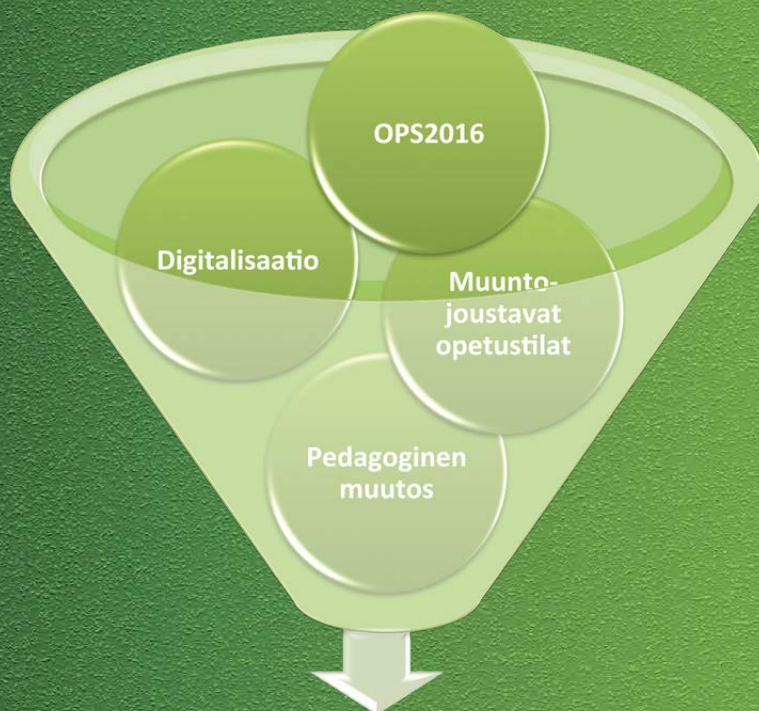 OPS2016
Digitalisaatio
Muunto-
joustavat
opetustilat
Pedagoginen
muutos